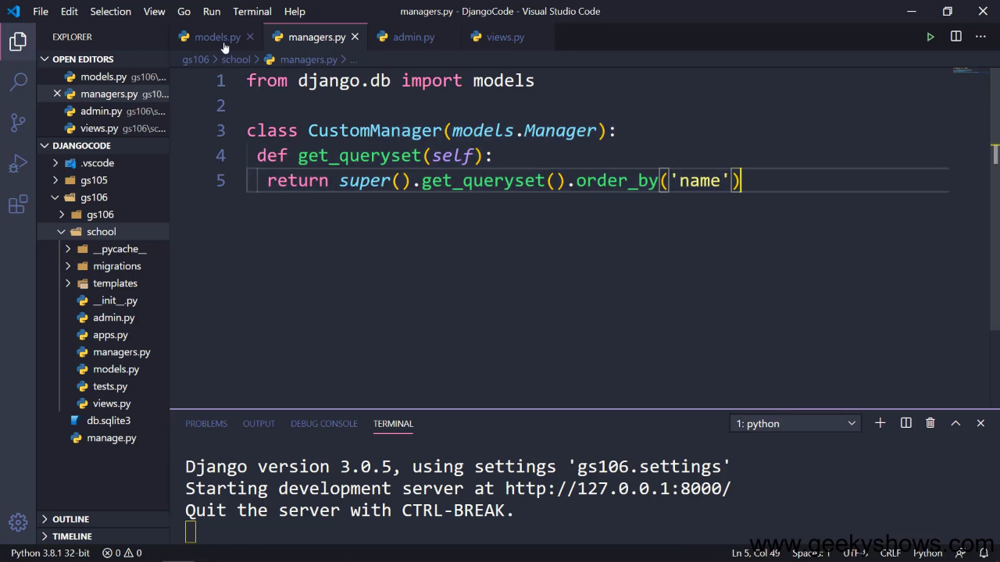 File Edit Selection View Go Run Terminal Help managers.py - DjangoCode - Visual Studio Code
EXPLORER
models.py managers.py admin.py views.py
gs106 > school > managers.py > ...
OPEN EDITORS
models.py gs106\...
managers.py gs10...
admin.py gs106\sc...
views.py gs106\sc...
DJANGOCODE
.vscode
gs105
gs106
gs106
school
__pycache__
migrations
templates
__init__.py
admin.py
apps.py
managers.py
models.py
tests.py
views.py
db.sqlite3
manage.py
OUTLINE
TIMELINE
1 from django.db import models
2
3 class CustomManager(models.Manager):
4 def get_queryset(self):
5 return super().get_queryset().order_by('name')
PROBLEMS OUTPUT DEBUG CONSOLE TERMINAL 1: python
Django version 3.0.5, using settings 'gs106.settings'
Starting development server at http://127.0.0.1:8000/
Quit the server with CTRL-BREAK.
www.geekyshows.com
Python 3.8.1 32-bit 0 0 Ln 5, Col 49 Spaces: 1 UTF-8 CRLF Python